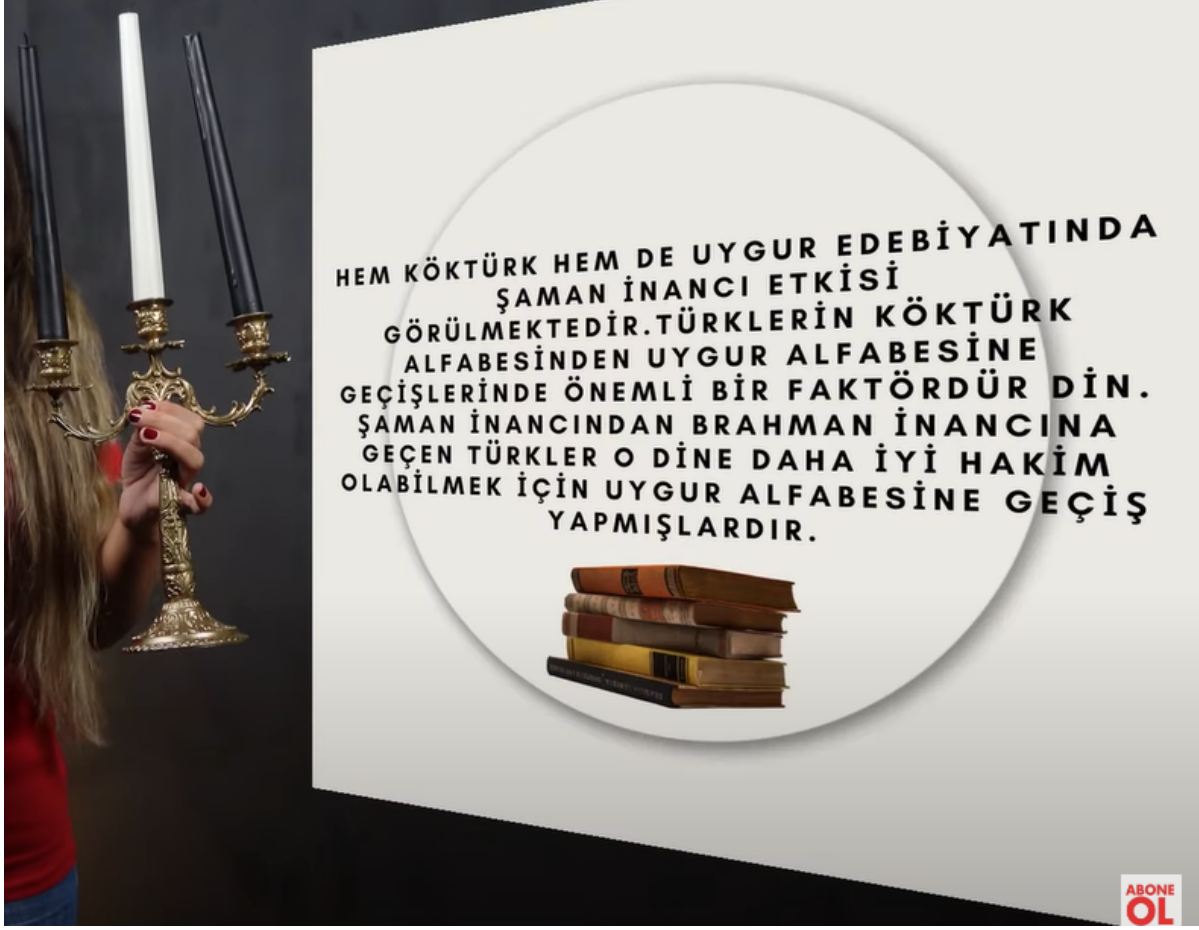 HEM KÖKTÜRK HEM DE UYGUR EDEBİYATINDA
ŞAMAN İNANCI ETKİSİ
GÖRÜLMEKTEDİR.TÜRKLERİN KÖKTÜRK
ALFABESİNDEN UYGUR ALFABESİNE
GEÇİŞLERİNDE ÖNEMLİ BİR FAKTÖRDÜR DİN.
ŞAMAN İNANCINDAN BRAHMAN İNANCINA
GEÇEN TÜRKLER O DİNE DAHA İYİ HAKİM
OLABİLMEK İÇİN UYGUR ALFABESİNE GEÇİŞ
YAPMIŞLARDIR.
ABONE
OL